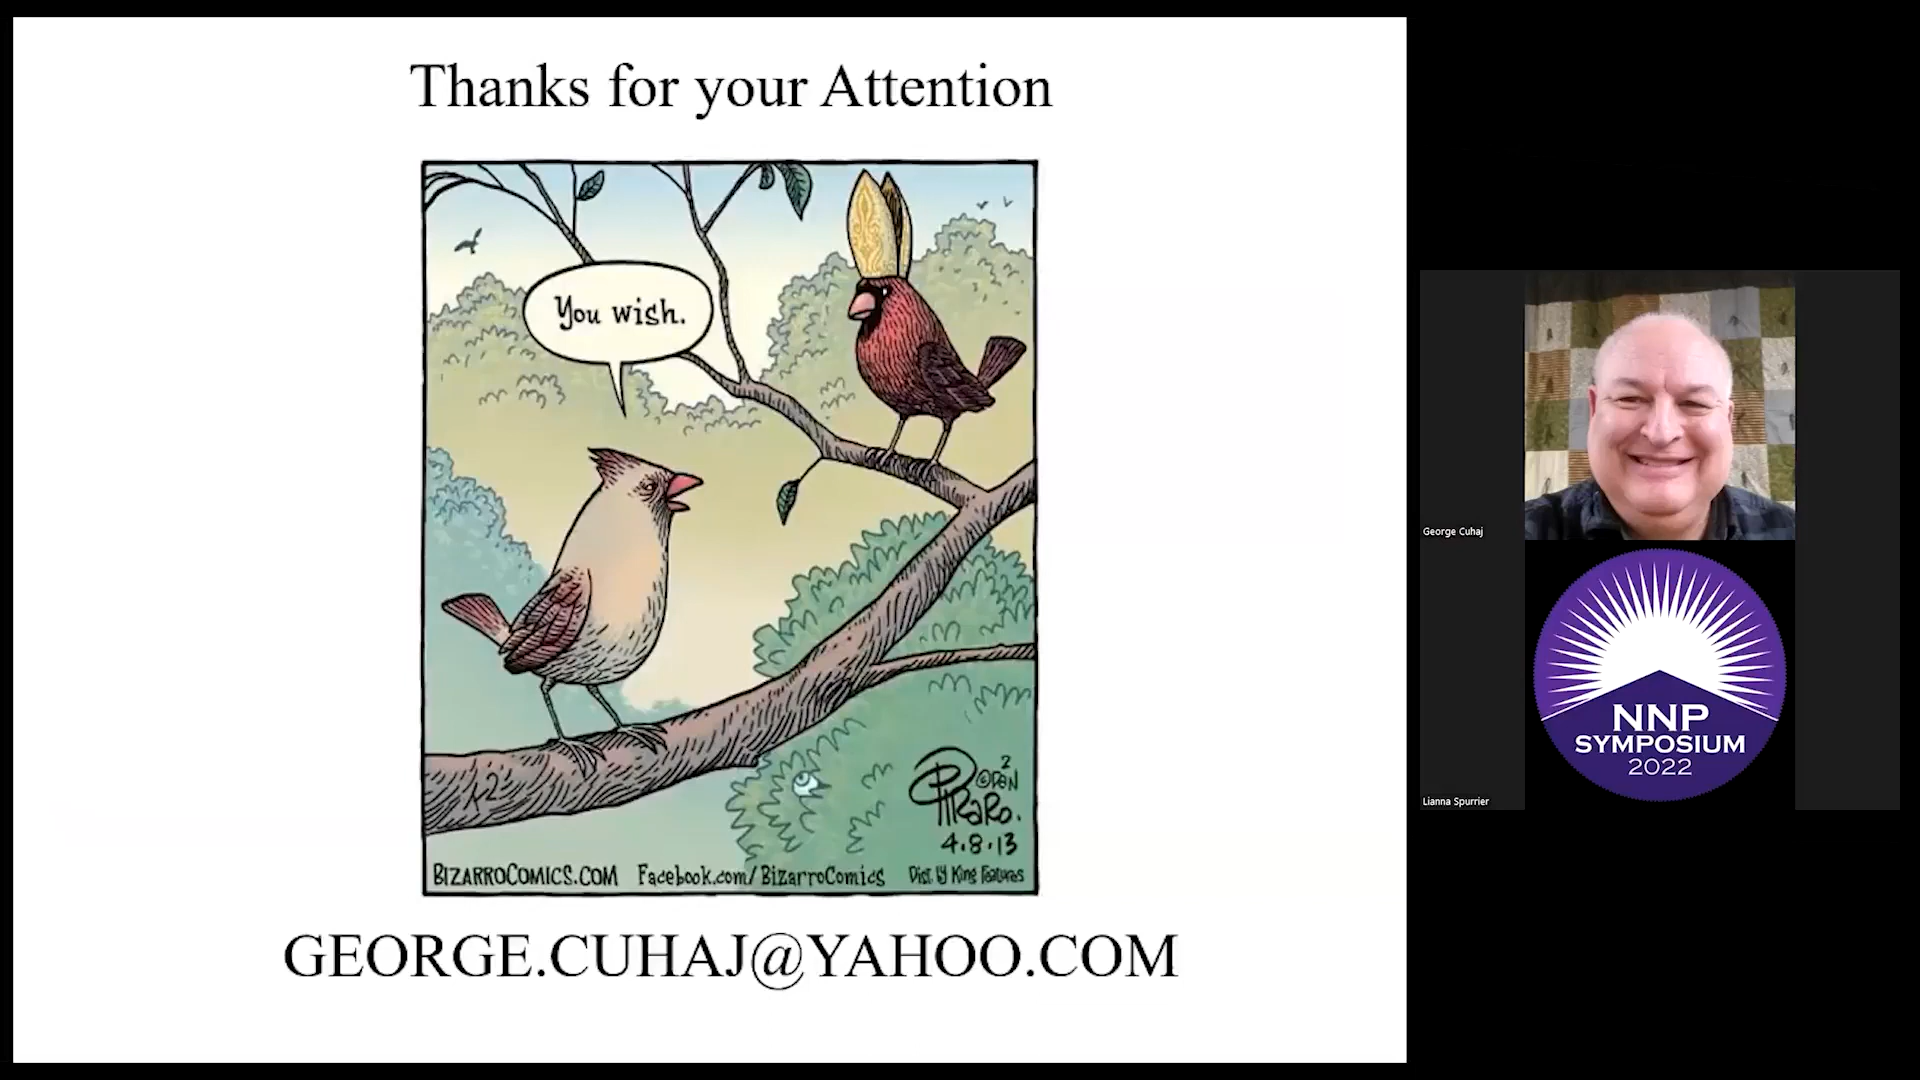 Thanks for your Attention
You wish.
2
©DAN
PIRARO.
4.8.13
BIZARROCOMICS.COM Facebook.com/BizarroComics Dist. by King Features
GEORGE.CUHAJ@YAHOO.COM
George Cuhaj
NNP
SYMPOSIUM
2022
Lianna Spurrier